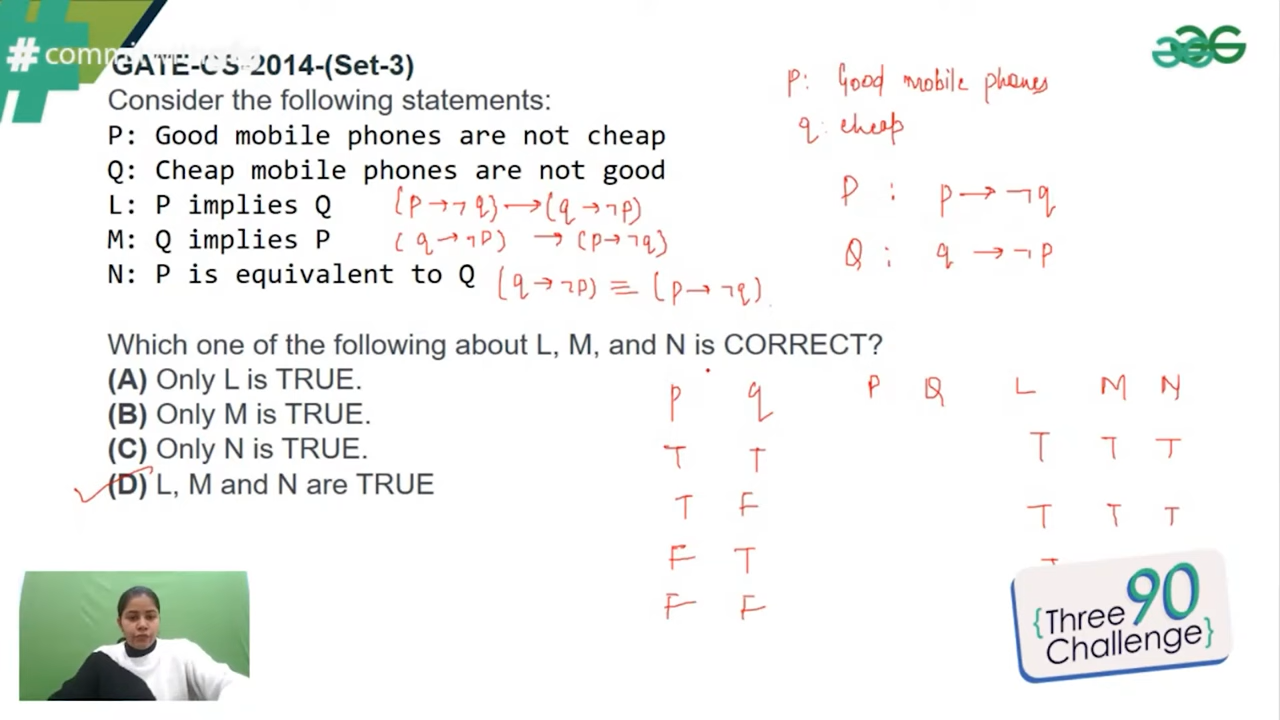 #commi
GATE-CS-2014-(Set-3)
Consider the following statements:
P: Good mobile phones are not cheap
Q: Cheap mobile phones are not good
L: P implies Q (p→¬q)→(q→¬p)
M: Q implies P (q→¬p) → (p→¬q)
N: P is equivalent to Q (q→¬p) ≡ (p→¬q)
p: Good mobile phones
q: cheap
P : p→¬q
Q : q→¬p
Which one of the following about L, M, and N is CORRECT?
(A) Only L is TRUE.
(B) Only M is TRUE.
(C) Only N is TRUE.
(D) L, M and N are TRUE
p q P Q L M N
T T T T T
T F T T T
F T
F F
{Three 90
Challenge}